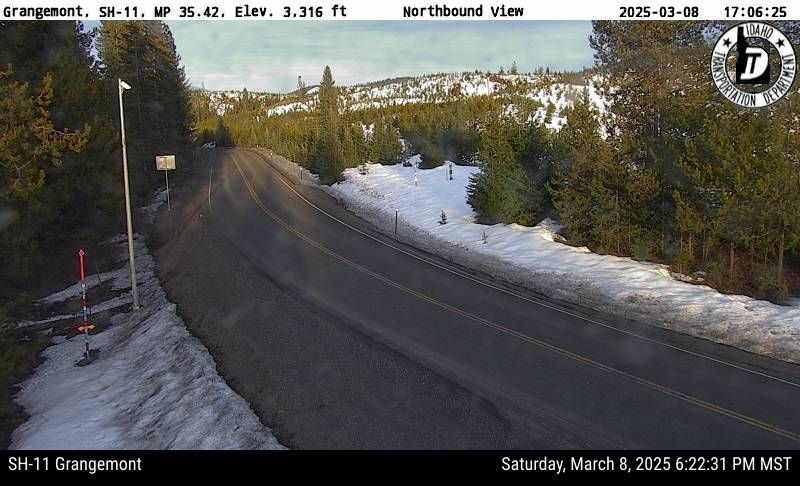 Grangemont, SH-11, MP 35.42, Elev. 3,316 ft Northbound View 2025-03-08 17:06:25
IDAHO
TRANSPORTATION DEPARTMENT
SH-11 Grangemont Saturday, March 8, 2025 6:22:31 PM MST